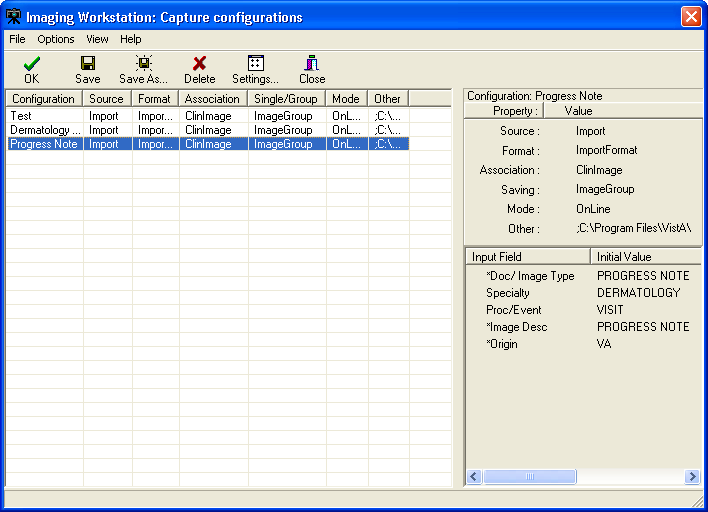 Imaging Workstation: Capture configurations
File Options View Help
OK Save Save As... Delete Settings... Close
Configuration Source Format Association Single/Group Mode Other
Test Import Impor... ClinImage ImageGroup OnL... ;C:\...
Dermatology ... Import Impor... ClinImage ImageGroup OnL... ;C:\...
Progress Note Import Impor... ClinImage ImageGroup OnL... ;C:\...
Configuration: Progress Note
Property : Value
Source : Import
Format : ImportFormat
Association : ClinImage
Saving : ImageGroup
Mode : OnLine
Other : ;C:\Program Files\VistA\
Input Field Initial Value
*Doc/ Image Type PROGRESS NOTE
Specialty DERMATOLOGY
Proc/Event VISIT
*Image Desc PROGRESS NOTE
*Origin VA